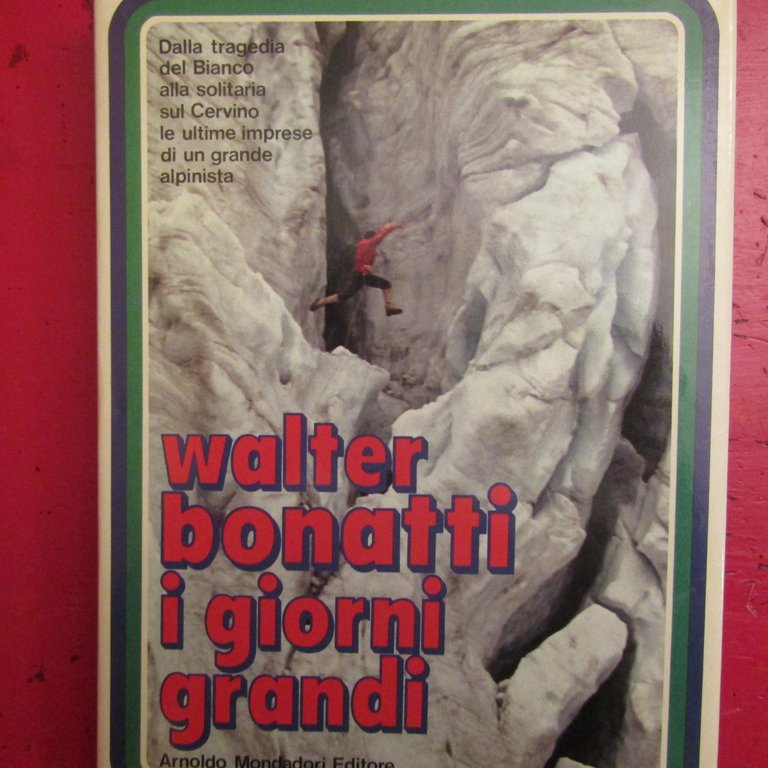 Dalla tragedia
del Bianco
alla solitaria
sul Cervino
le ultime imprese
di un grande
alpinista
walter
bonatti
i giorni
grandi
Arnoldo Mondadori Editore